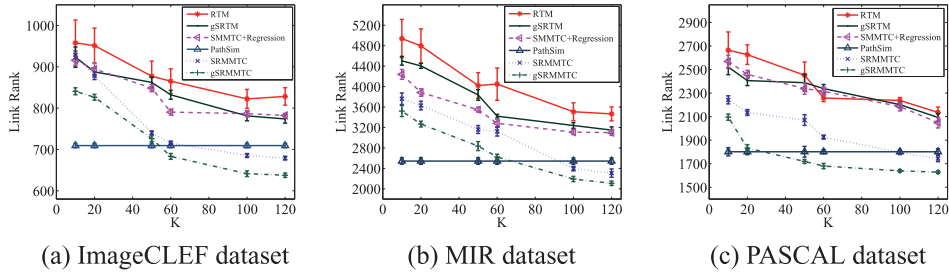 1000
900
800
700
600
Link Rank
0 20 40 60 80 100 120
K
RTM
gSRTM
SMMTC+Regression
PathSim
SRMMTC
gSRMMTC
(a) ImageCLEF dataset
5200
4800
4400
4000
3600
3200
2800
2400
2000
Link Rank
0 20 40 60 80 100 120
K
RTM
gSRTM
SMMTC+Regression
PathSim
SRMMTC
gSRMMTC
(b) MIR dataset
2900
2700
2500
2300
2100
1900
1700
1500
Link Rank
0 20 40 60 80 100 120
K
RTM
gSRTM
SMMTC+Regression
PathSim
SRMMTC
gSRMMTC
(c) PASCAL dataset